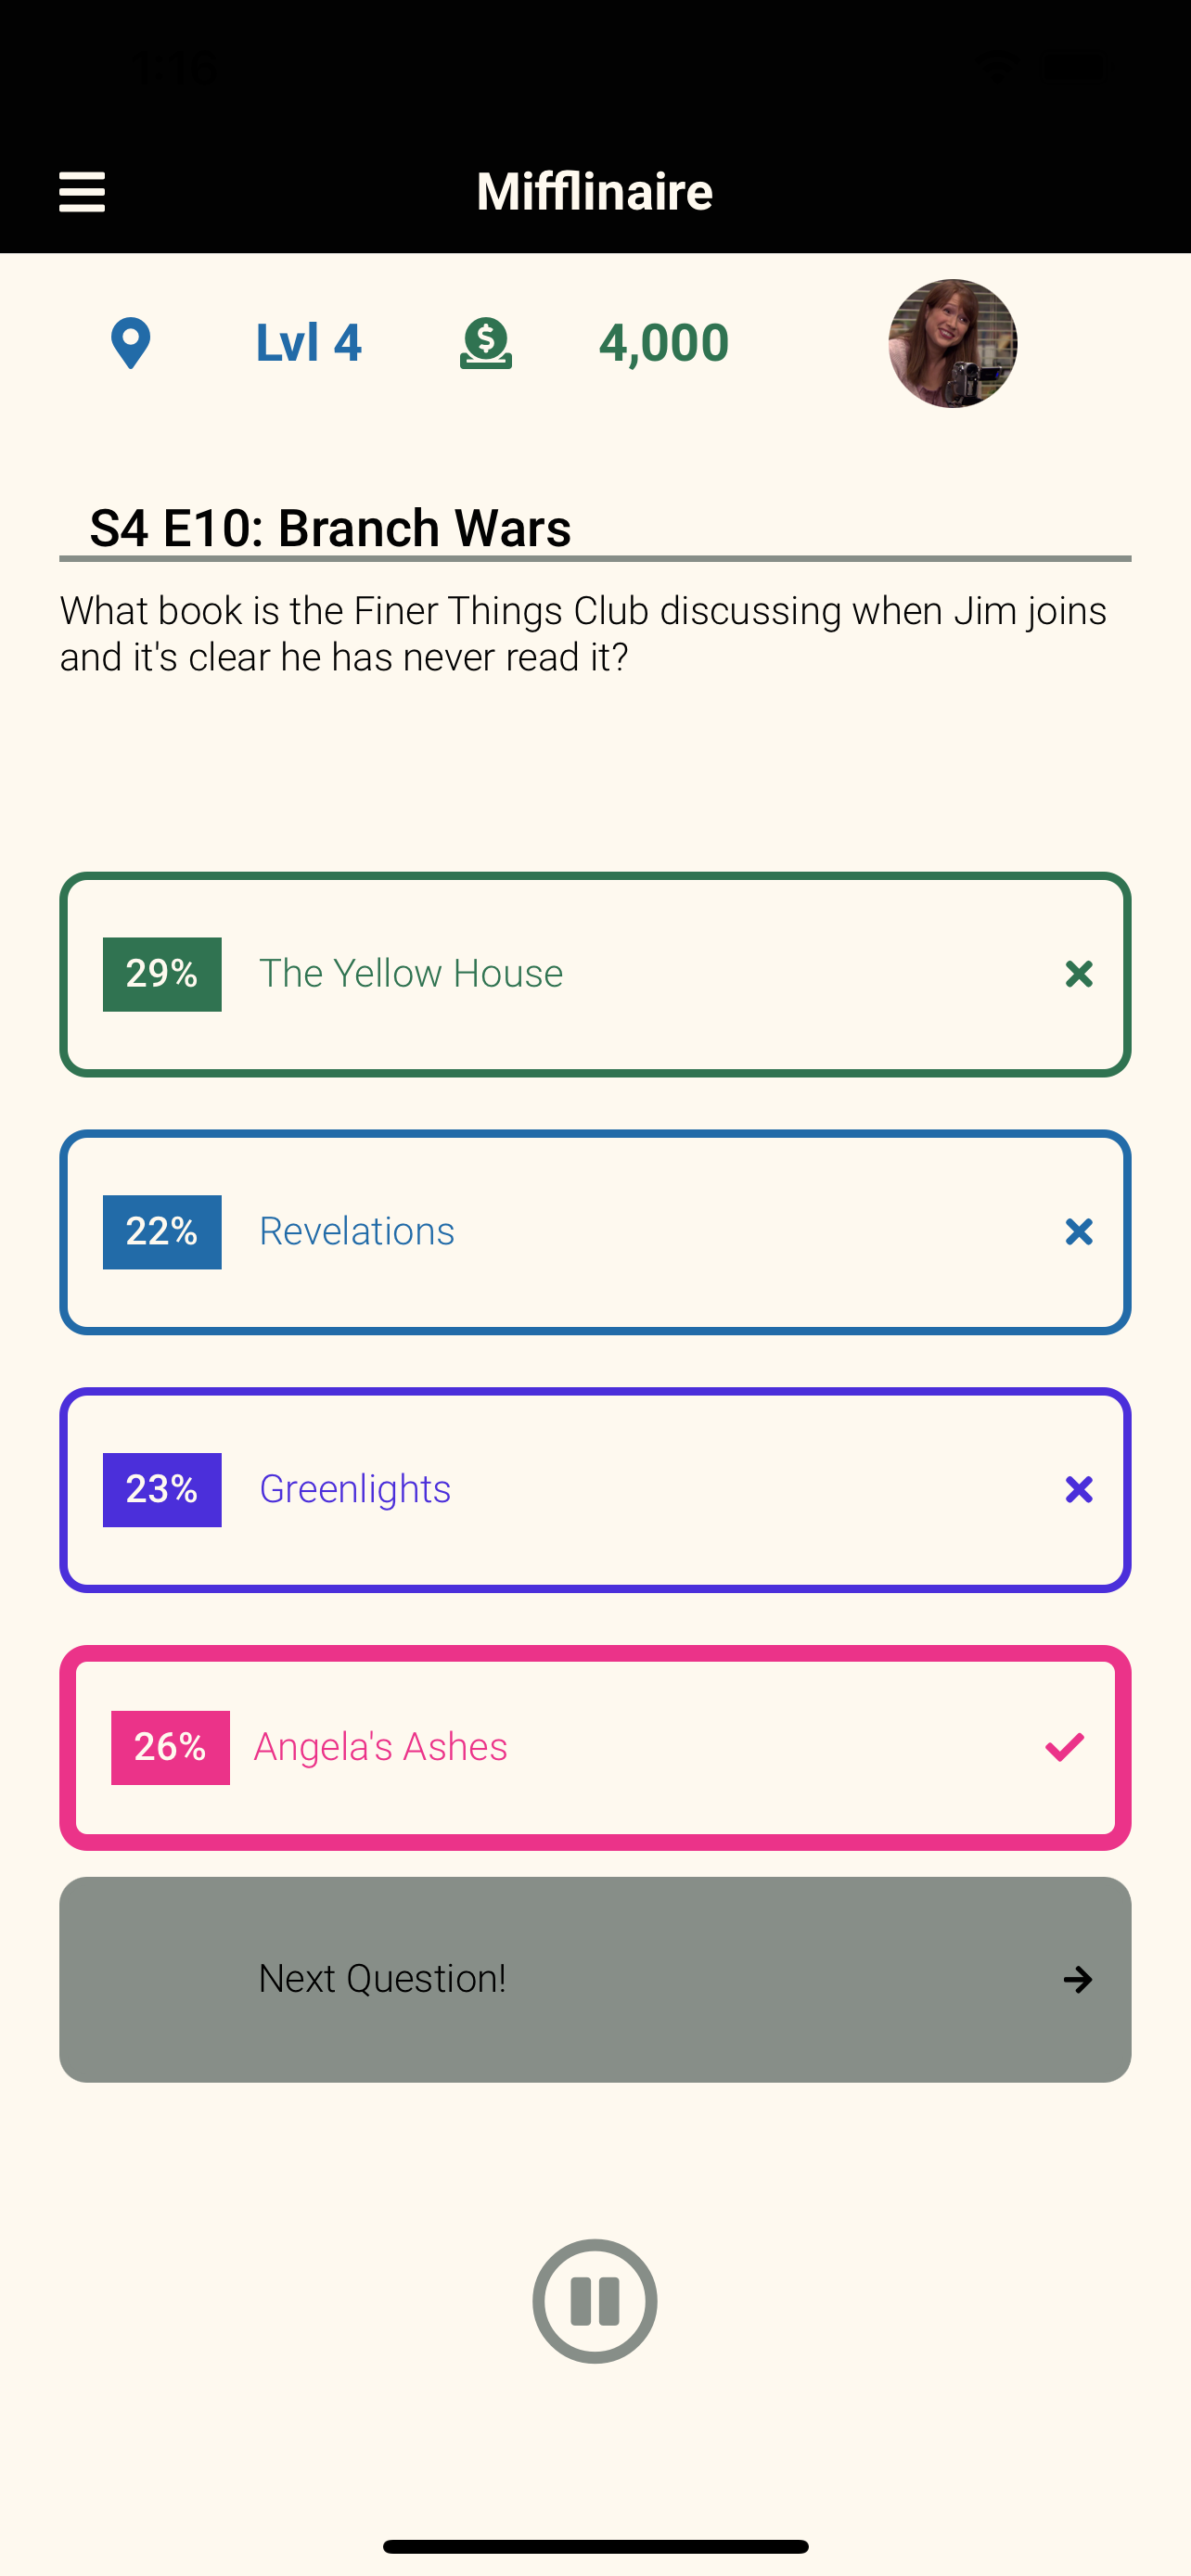 1:16
Mifflinaire
Lvl 4
4,000
S4 E10: Branch Wars
What book is the Finer Things Club discussing when Jim joins
and it's clear he has never read it?
29%
The Yellow House
22%
Revelations
23%
Greenlights
26%
Angela's Ashes
Next Question!